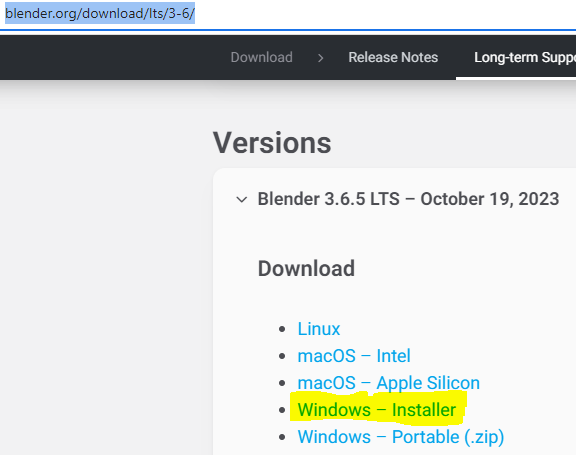 blender.org/download/lts/3-6/
Download > Release Notes Long-term Suppo
Versions
Blender 3.6.5 LTS – October 19, 2023
Download
Linux
macOS – Intel
macOS – Apple Silicon
Windows – Installer
Windows – Portable (.zip)